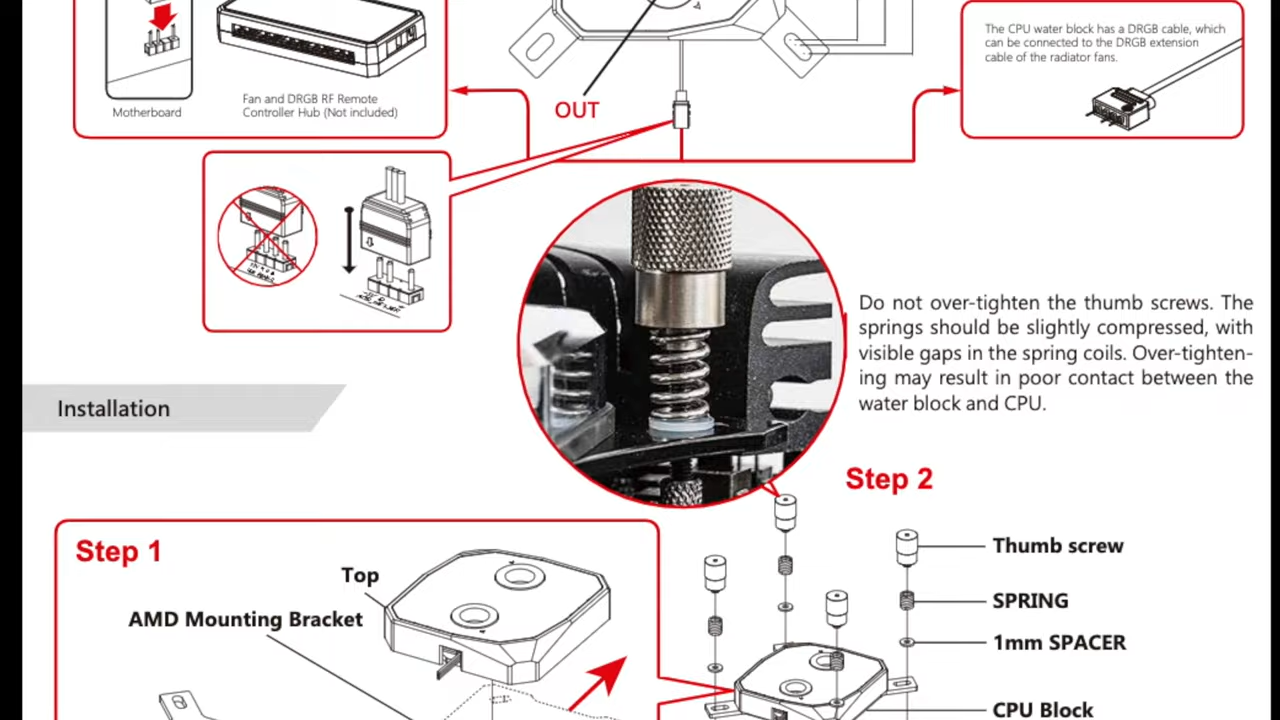 Motherboard
Fan and DRGB RF Remote
Controller Hub (Not included)
OUT
The CPU water block has a DRGB cable, which
can be connected to the DRGB extension
cable of the radiator fans.
Do not over-tighten the thumb screws. The
springs should be slightly compressed, with
visible gaps in the spring coils. Over-tighten-
ing may result in poor contact between the
water block and CPU.
Installation
Step 1
Top
AMD Mounting Bracket
Step 2
Thumb screw
SPRING
1mm SPACER
CPU Block